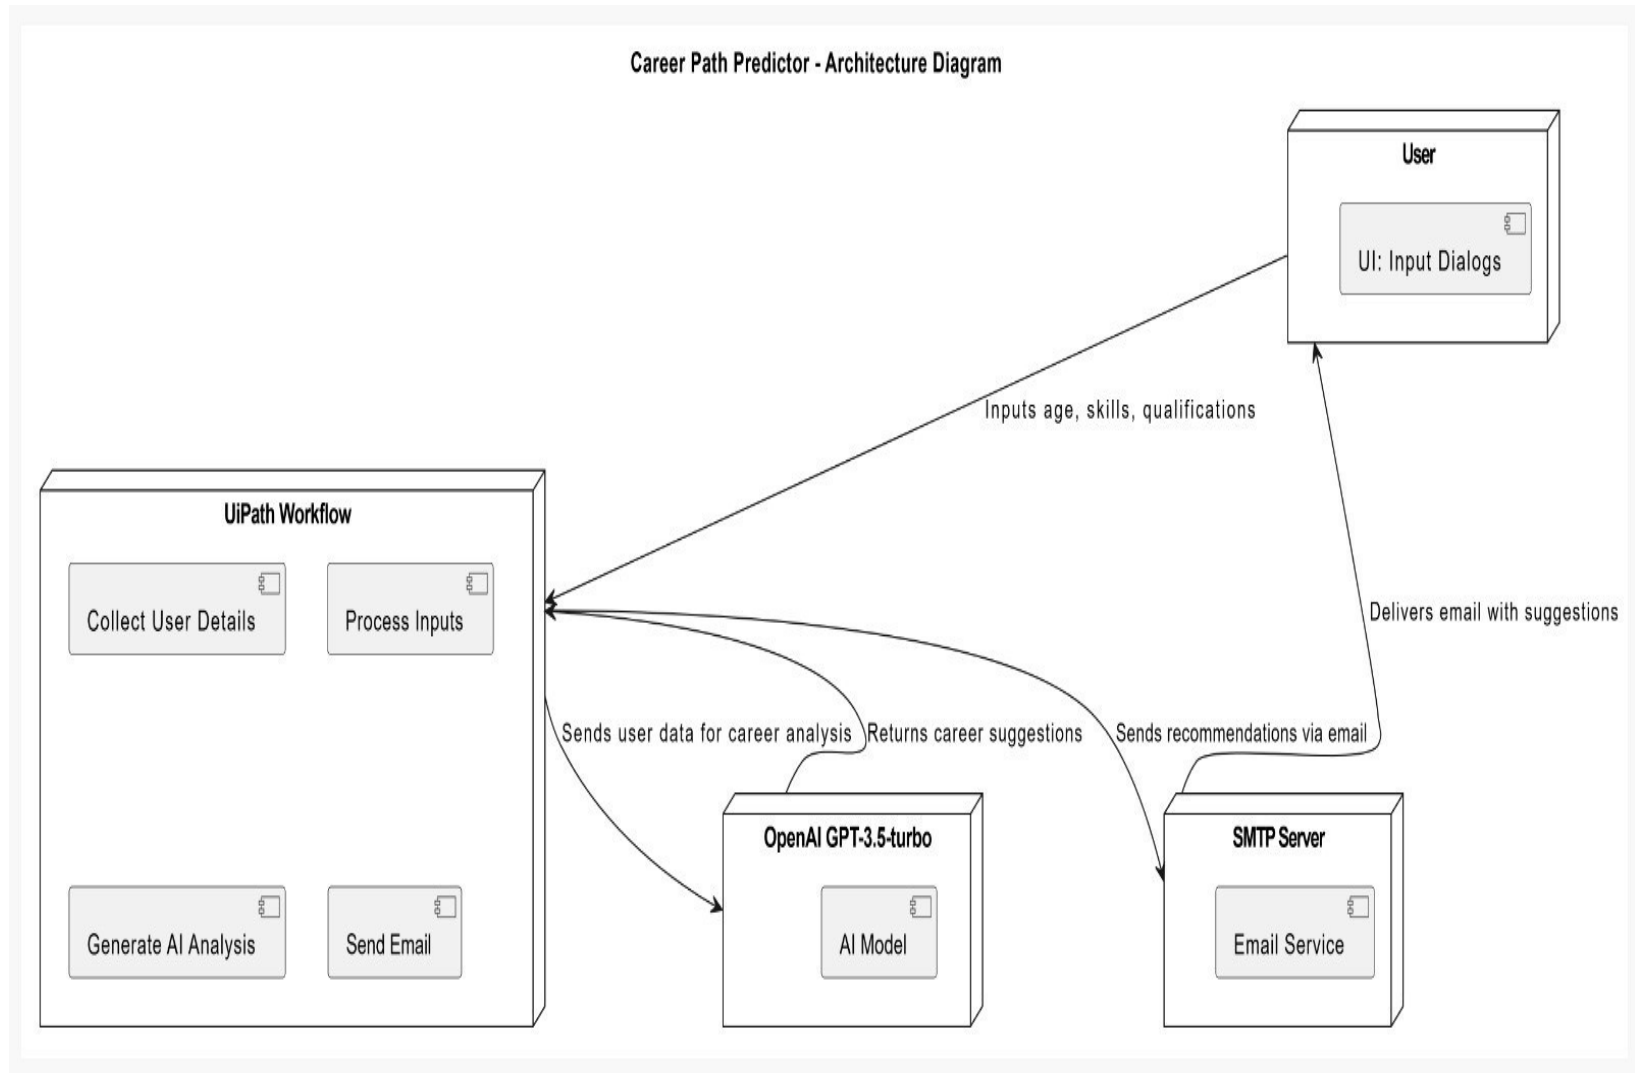 Career Path Predictor - Architecture Diagram
User
UI: Input Dialogs
Inputs age, skills, qualifications
UiPath Workflow
Collect User Details
Process Inputs
Delivers email with suggestions
Sends user data for career analysis
Returns career suggestions
Sends recommendations via email
OpenAI GPT-3.5-turbo
SMTP Server
Generate AI Analysis
Send Email
AI Model
Email Service